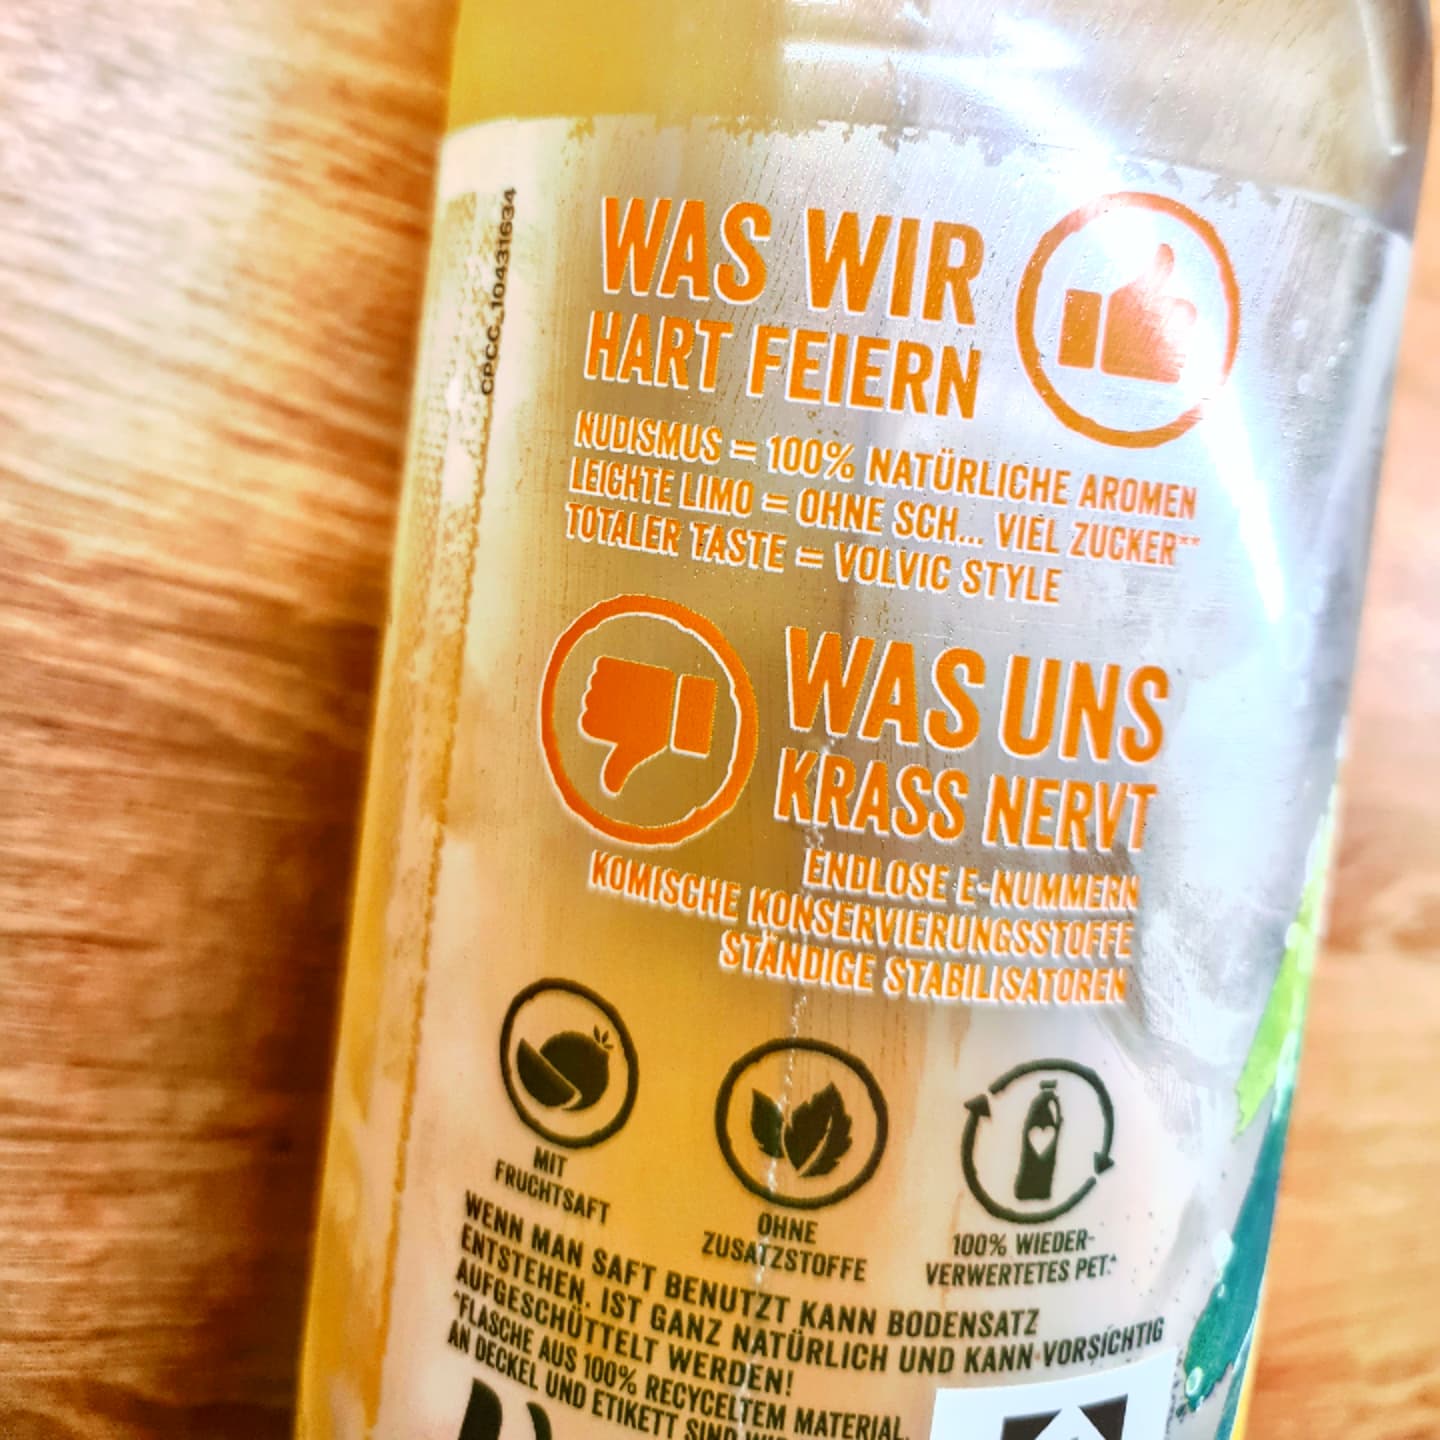 CPCC_10431634
WAS WIR
HART FEIERN
NUDISMUS = 100% NATÜRLICHE AROMEN
LEICHTE LIMO = OHNE SCH... VIEL ZUCKER**
TOTALER TASTE = VOLVIC STYLE
WAS UNS
KRASS NERVT
ENDLOSE E-NUMMERN
KOMISCHE KONSERVIERUNGSSTOFFE
STÄNDIGE STABILISATOREN
MIT
FRUCHTSAFT
OHNE
ZUSATZSTOFFE
100% WIEDER-
VERWERTETES PET.*
WENN MAN SAFT BENUTZT KANN BODENSATZ
ENTSTEHEN. IST GANZ NATÜRLICH UND KANN VORSICHTIG
AUFGESCHÜTTELT WERDEN!
*FLASCHE AUS 100% RECYCELTEM MATERIAL.
AN DECKEL UND ETIKETT SIND